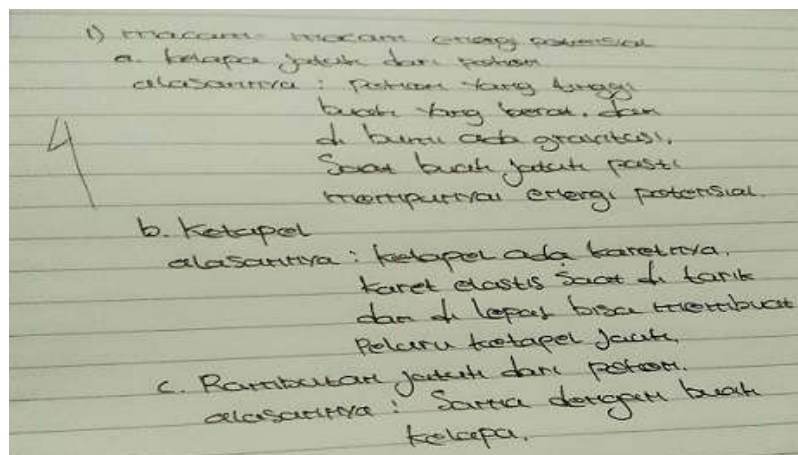 1) macam-macam energi potensial
a. kelapa jatuh dari pohon
alasannya : pohon yang tinggi
buah yang berat. dan
di bumi ada gravitasi.
4
Saat buah jatuh pasti
mempunyai energi potensial.
b. Ketapel
alasannya : ketapel ada karetnya.
karet elastis saat di tarik
dan di lepas bisa membuat
Peluru ketapel jauh.
c. Rambutan jatuh dari pohon.
alasannya : Sama dengan buah
kelapa.